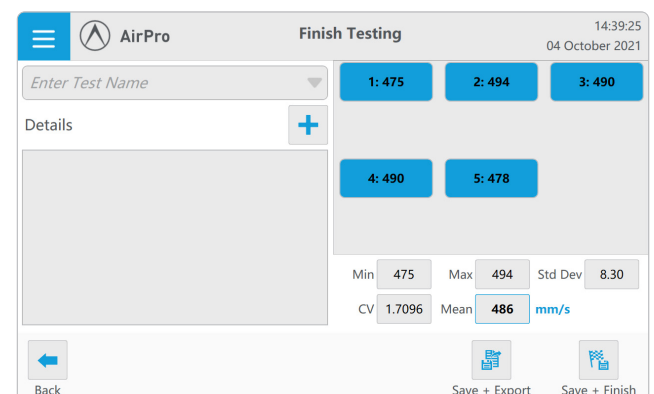 AirPro
Finish Testing
14:39:25
04 October 2021
Enter Test Name
Details
1: 475
2: 494
3: 490
4: 490
5: 478
Min 475 Max 494 Std Dev 8.30
CV 1.7096 Mean 486 mm/s
Back
Save + Export
Save + Finish